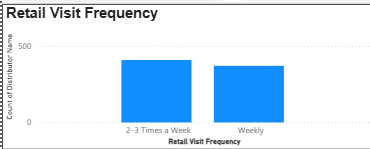 Retail Visit Frequency
Count of Distributor Name
500
0
2–3 Times a Week
Weekly
Retail Visit Frequency